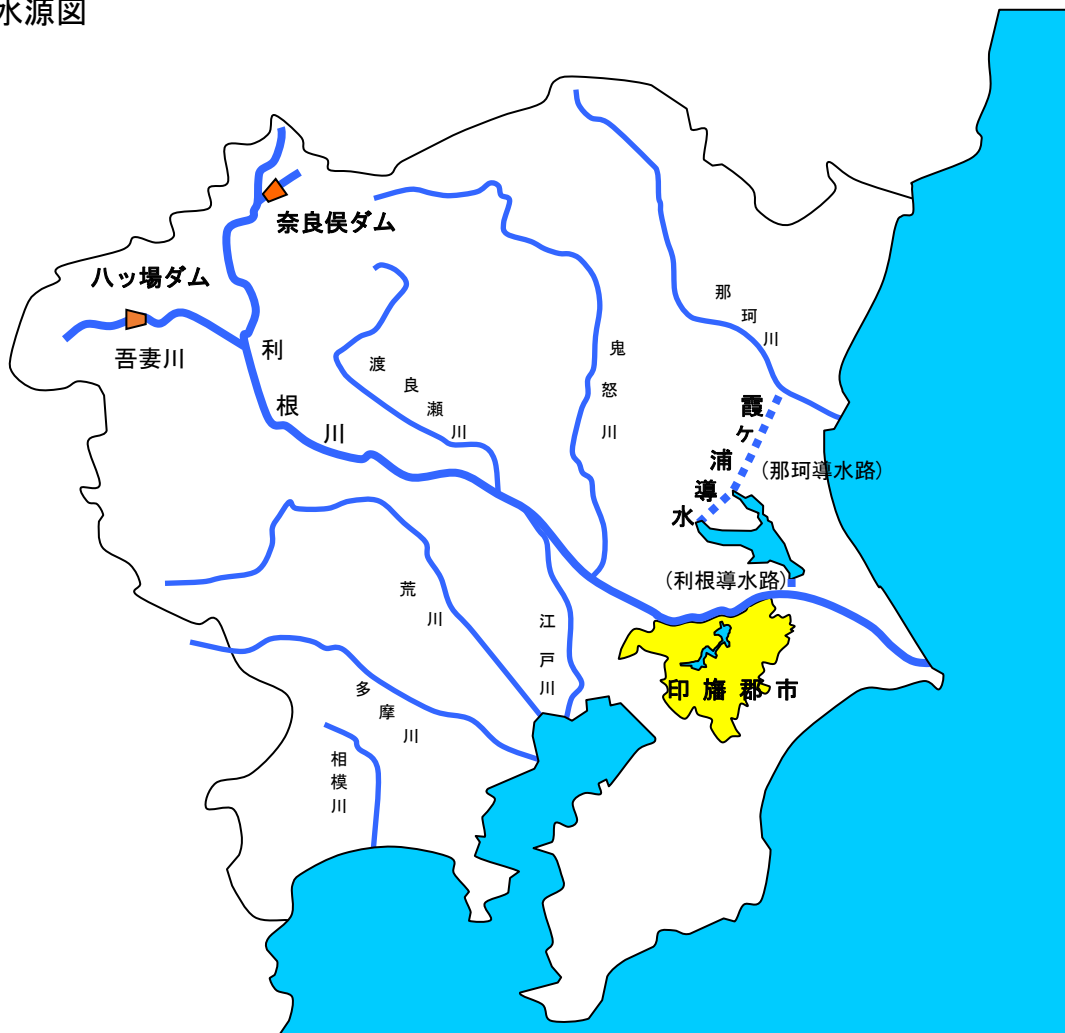 水源図
奈良俣ダム
八ッ場ダム
吾妻川
利根川
渡良瀬川
鬼怒川
那珂川
霞ヶ浦導水
(那珂導水路)
(利根導水路)
荒川
江戸川
多摩川
相模川
印旛郡市